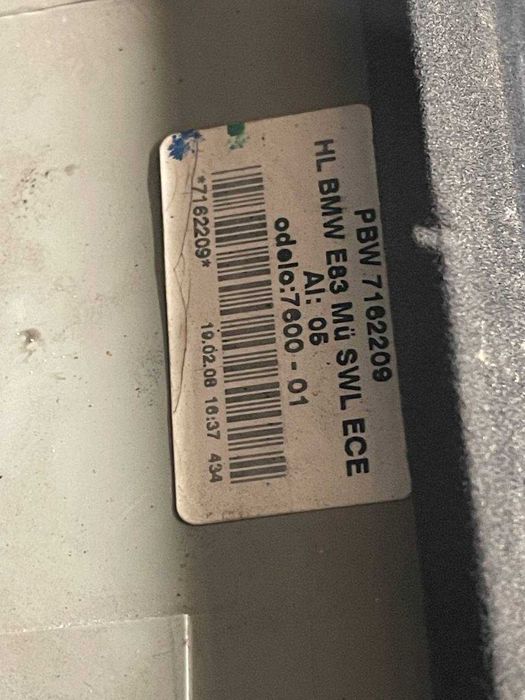 PBW 7162209
HL BMW E83 Mü SWL ECE
AI: 05
odelo:7600-01
*7162209*
19.02.08 16:37 434